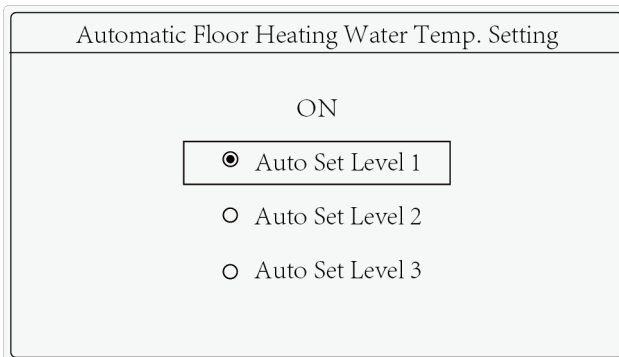 Automatic Floor Heating Water Temp. Setting
ON
Auto Set Level 1
Auto Set Level 2
Auto Set Level 3